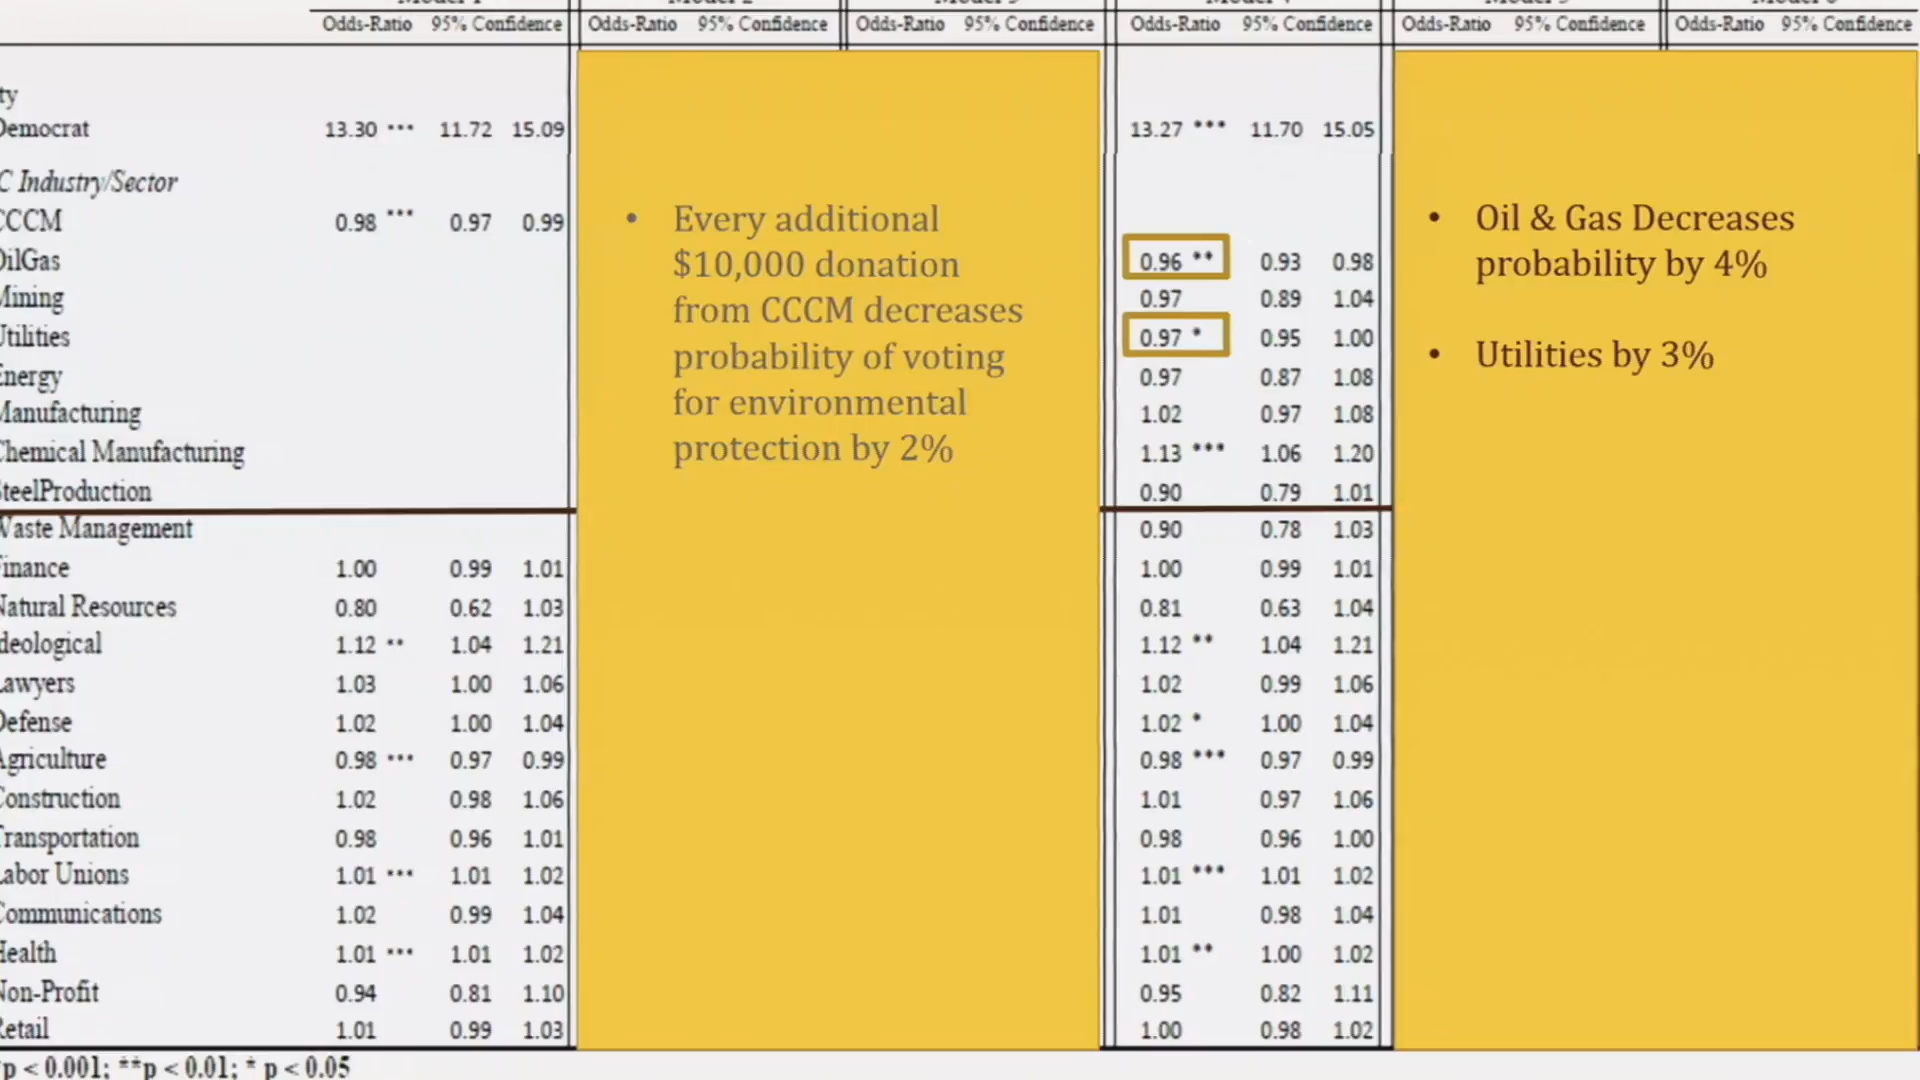 Odds-Ratio 95% Confidence Odds-Ratio 95% Confidence Odds-Ratio 95% Confidence Odds-Ratio 95% Confidence Odds-Ratio 95% Confidence Odds-Ratio 95% Confidence
ty
Democrat 13.30 *** 11.72 15.09 13.27 *** 11.70 15.05
C Industry/Sector
CCCM 0.98 *** 0.97 0.99
OilGas 0.96 ** 0.93 0.98
Mining 0.97 0.89 1.04
Utilities 0.97 * 0.95 1.00
Energy 0.97 0.87 1.08
Manufacturing 1.02 0.97 1.08
Chemical Manufacturing 1.13 *** 1.06 1.20
SteelProduction 0.90 0.79 1.01
Waste Management 0.90 0.78 1.03
Finance 1.00 0.99 1.01 1.00 0.99 1.01
Natural Resources 0.80 0.62 1.03 0.81 0.63 1.04
Ideological 1.12 ** 1.04 1.21 1.12 ** 1.04 1.21
Lawyers 1.03 1.00 1.06 1.02 0.99 1.06
Defense 1.02 1.00 1.04 1.02 * 1.00 1.04
Agriculture 0.98 *** 0.97 0.99 0.98 *** 0.97 0.99
Construction 1.02 0.98 1.06 1.01 0.97 1.06
Transportation 0.98 0.96 1.01 0.98 0.96 1.00
Labor Unions 1.01 *** 1.01 1.02 1.01 *** 1.01 1.02
Communications 1.02 0.99 1.04 1.01 0.98 1.04
Health 1.01 *** 1.01 1.02 1.01 ** 1.00 1.02
Non-Profit 0.94 0.81 1.10 0.95 0.82 1.11
Retail 1.01 0.99 1.03 1.00 0.98 1.02
p < 0.001; **p < 0.01; * p < 0.05
• Every additional
$10,000 donation
from CCCM decreases
probability of voting
for environmental
protection by 2%
• Oil & Gas Decreases
probability by 4%
• Utilities by 3%